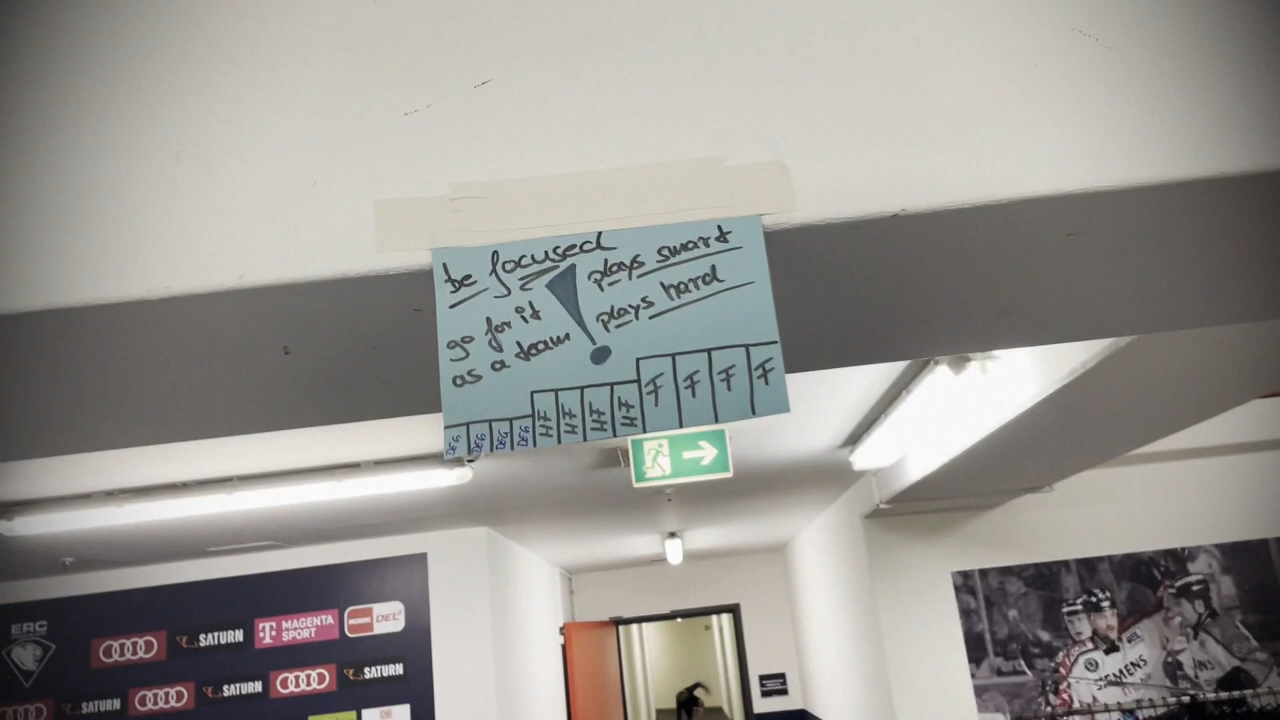 be focused
plays smart
plays hard
go for it
as a team
DEG DEG DEG DEG HF HF HF HF F F F F
ERC
SATURN
MAGENTA
SPORT
DEL
SATURN
SATURN
SATURN
SIEMENS